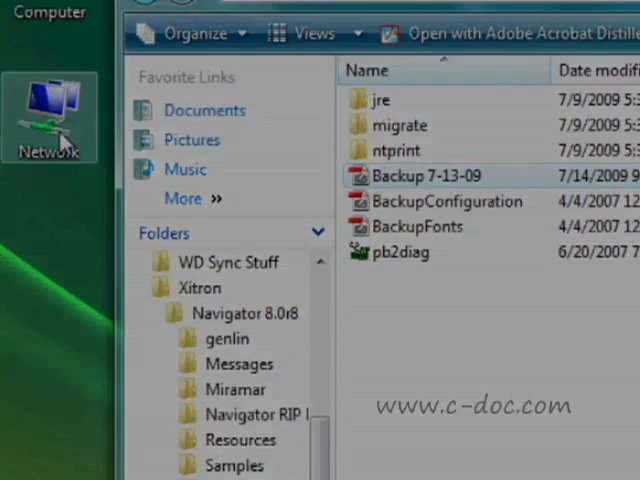 Computer
Network
Organize Views Open with Adobe Acrobat Distille
Favorite Links
Documents
Pictures
Music
More »
Folders
WD Sync Stuff
Xitron
Navigator 8.0r8
genlin
Messages
Miramar
Navigator RIP
Resources
Samples
Name Date modifi
jre 7/9/2009 5:3
migrate 7/9/2009 5:3
ntprint 7/9/2009 5:3
Backup 7-13-09 7/14/2009 9
BackupConfiguration 4/4/2007 12
BackupFonts 4/4/2007 12
pb2diag 6/20/2007 7
www.c-doc.com